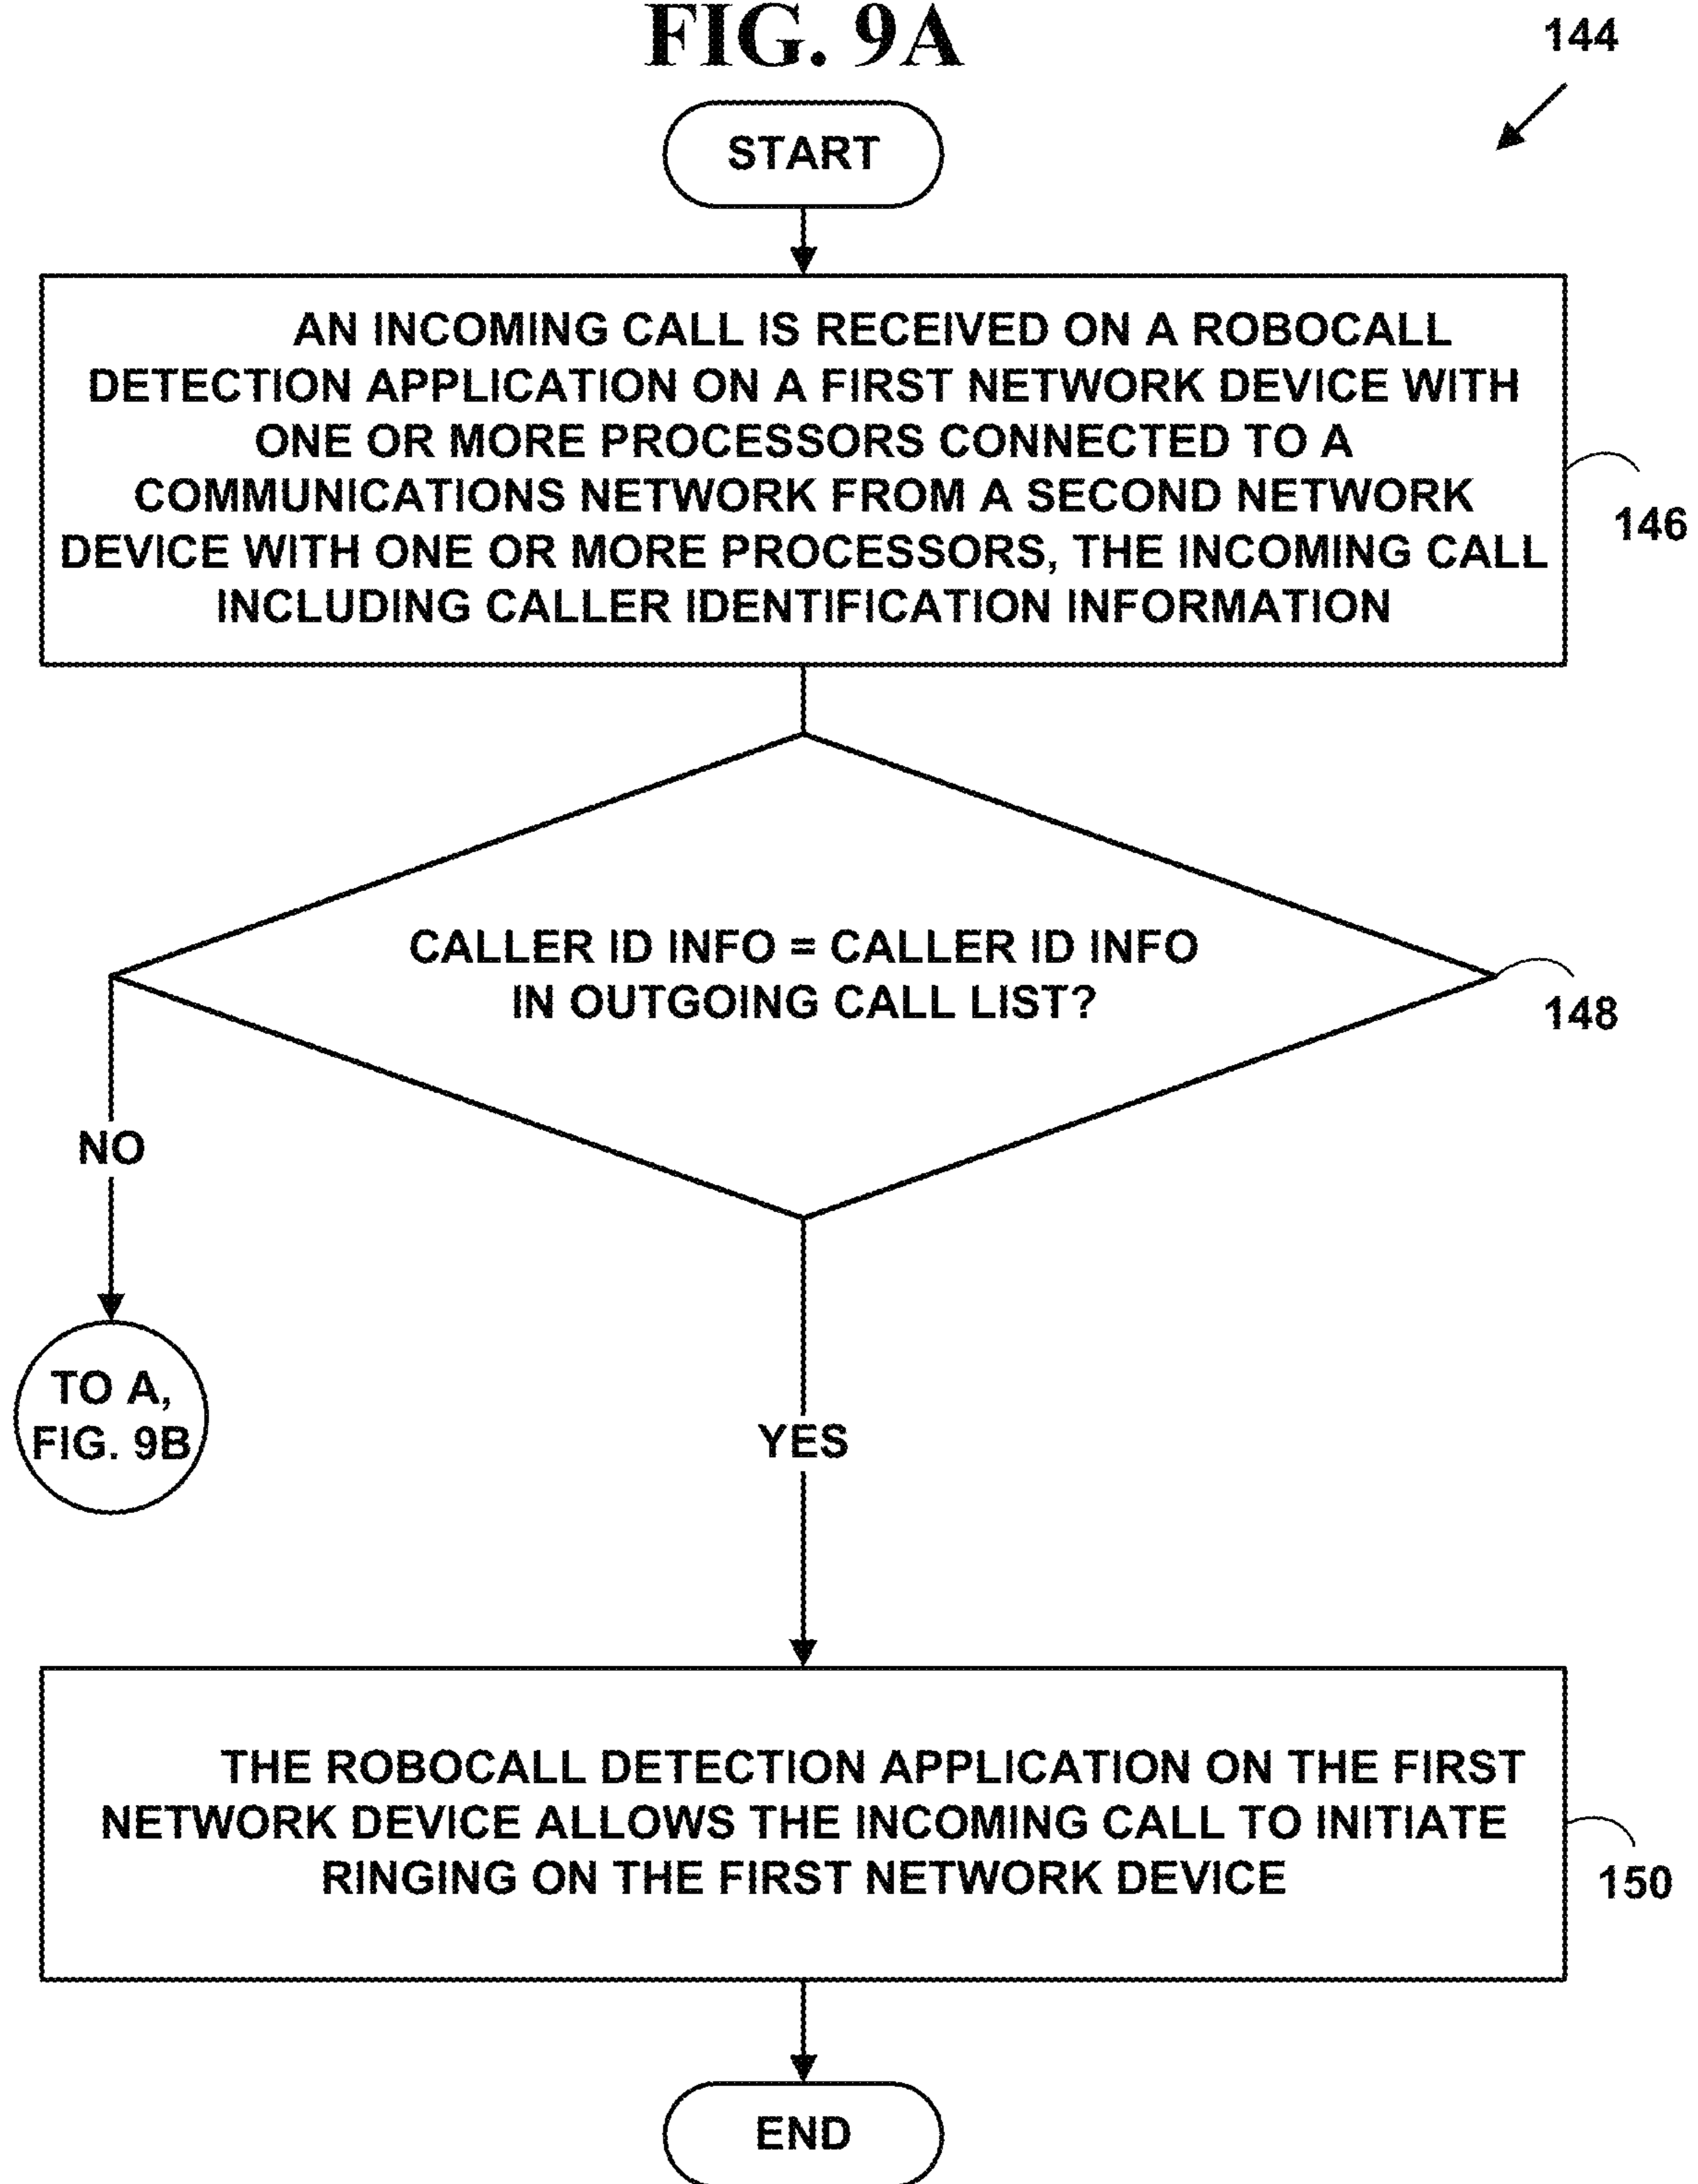 FIG. 9A
144
START
AN INCOMING CALL IS RECEIVED ON A ROBOCALL
DETECTION APPLICATION ON A FIRST NETWORK DEVICE WITH
ONE OR MORE PROCESSORS CONNECTED TO A
COMMUNICATIONS NETWORK FROM A SECOND NETWORK
DEVICE WITH ONE OR MORE PROCESSORS, THE INCOMING CALL
INCLUDING CALLER IDENTIFICATION INFORMATION
146
CALLER ID INFO = CALLER ID INFO
IN OUTGOING CALL LIST?
148
NO
TO A,
FIG. 9B
YES
THE ROBOCALL DETECTION APPLICATION ON THE FIRST
NETWORK DEVICE ALLOWS THE INCOMING CALL TO INITIATE
RINGING ON THE FIRST NETWORK DEVICE
150
END